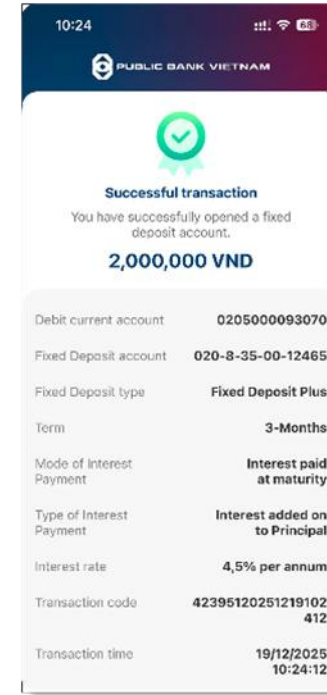 10:24
68
PUBLIC BANK VIETNAM
Successful transaction
You have successfully opened a fixed
deposit account.
2,000,000 VND
Debit current account 0205000093070
Fixed Deposit account 020-8-35-00-12465
Fixed Deposit type Fixed Deposit Plus
Term 3-Months
Mode of Interest Interest paid
Payment at maturity
Type of Interest Interest added on
Payment to Principal
Interest rate 4,5% per annum
Transaction code 42395120251219102
412
Transaction time 19/12/2025
10:24:12